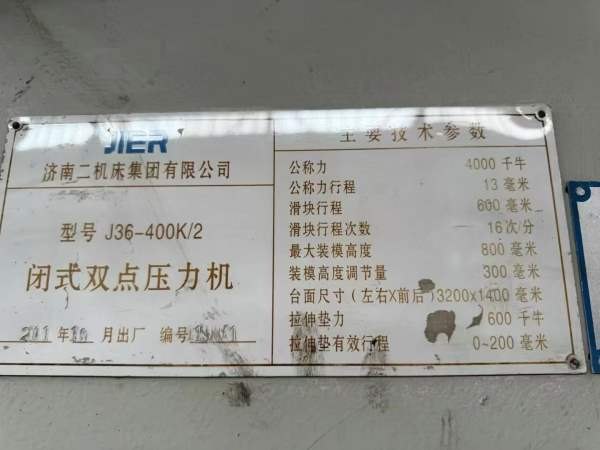 JIER
济南二机床集团有限公司
型号 J36-400K/2
闭式双点压力机
年 月出厂 编号
主要技术参数
公称力 4000 千牛
公称力行程 13 毫米
滑块行程 600 毫米
滑块行程次数 16 次/分
最大装模高度 800 毫米
装模高度调节量 300 毫米
台面尺寸（左右X前后）3200x1400 毫米
拉伸垫力 600 千牛
拉伸垫有效行程 0~200 毫米